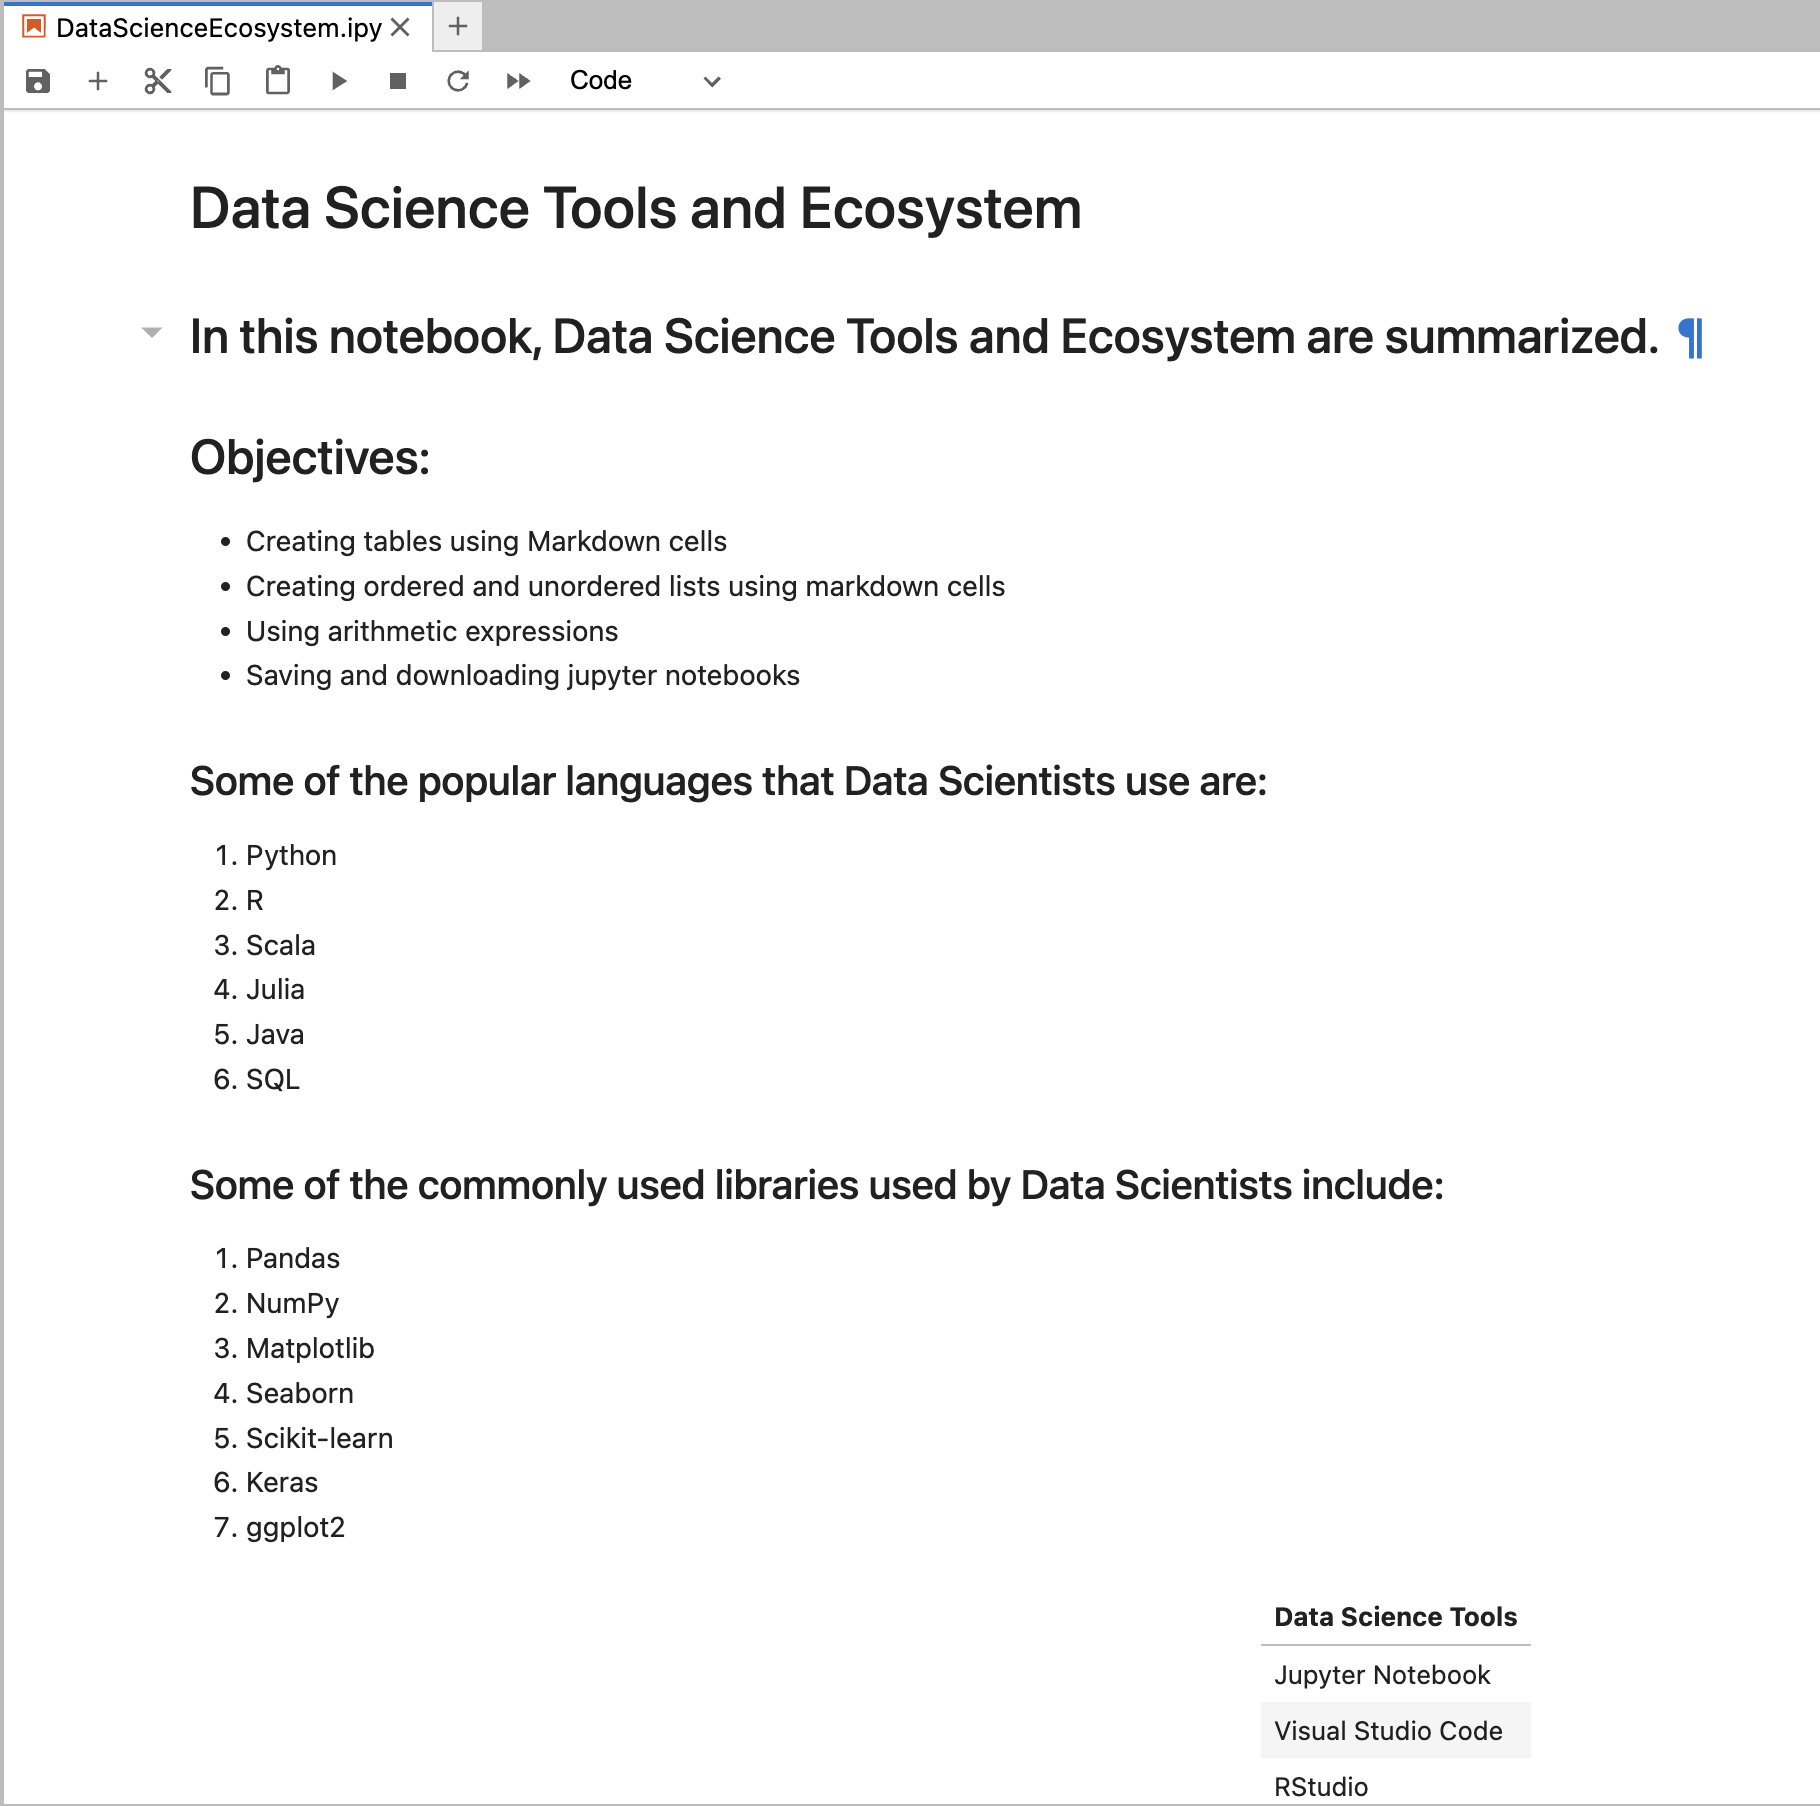 DataScienceEcosystem.ipy
Code
Data Science Tools and Ecosystem
In this notebook, Data Science Tools and Ecosystem are summarized. ¶
Objectives:
• Creating tables using Markdown cells
• Creating ordered and unordered lists using markdown cells
• Using arithmetic expressions
• Saving and downloading jupyter notebooks
Some of the popular languages that Data Scientists use are:
1. Python
2. R
3. Scala
4. Julia
5. Java
6. SQL
Some of the commonly used libraries used by Data Scientists include:
1. Pandas
2. NumPy
3. Matplotlib
4. Seaborn
5. Scikit-learn
6. Keras
7. ggplot2
Data Science Tools
Jupyter Notebook
Visual Studio Code
RStudio